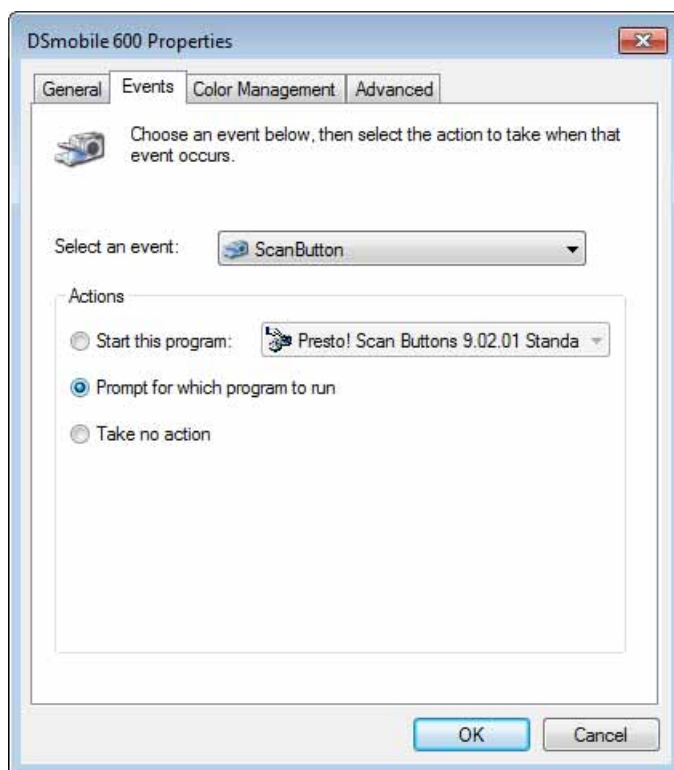 DSmobile 600 Properties
General Events Color Management Advanced
Choose an event below, then select the action to take when that
event occurs.
Select an event: ScanButton
Actions
Start this program: Presto! Scan Buttons 9.02.01 Standa
Prompt for which program to run
Take no action
OK Cancel